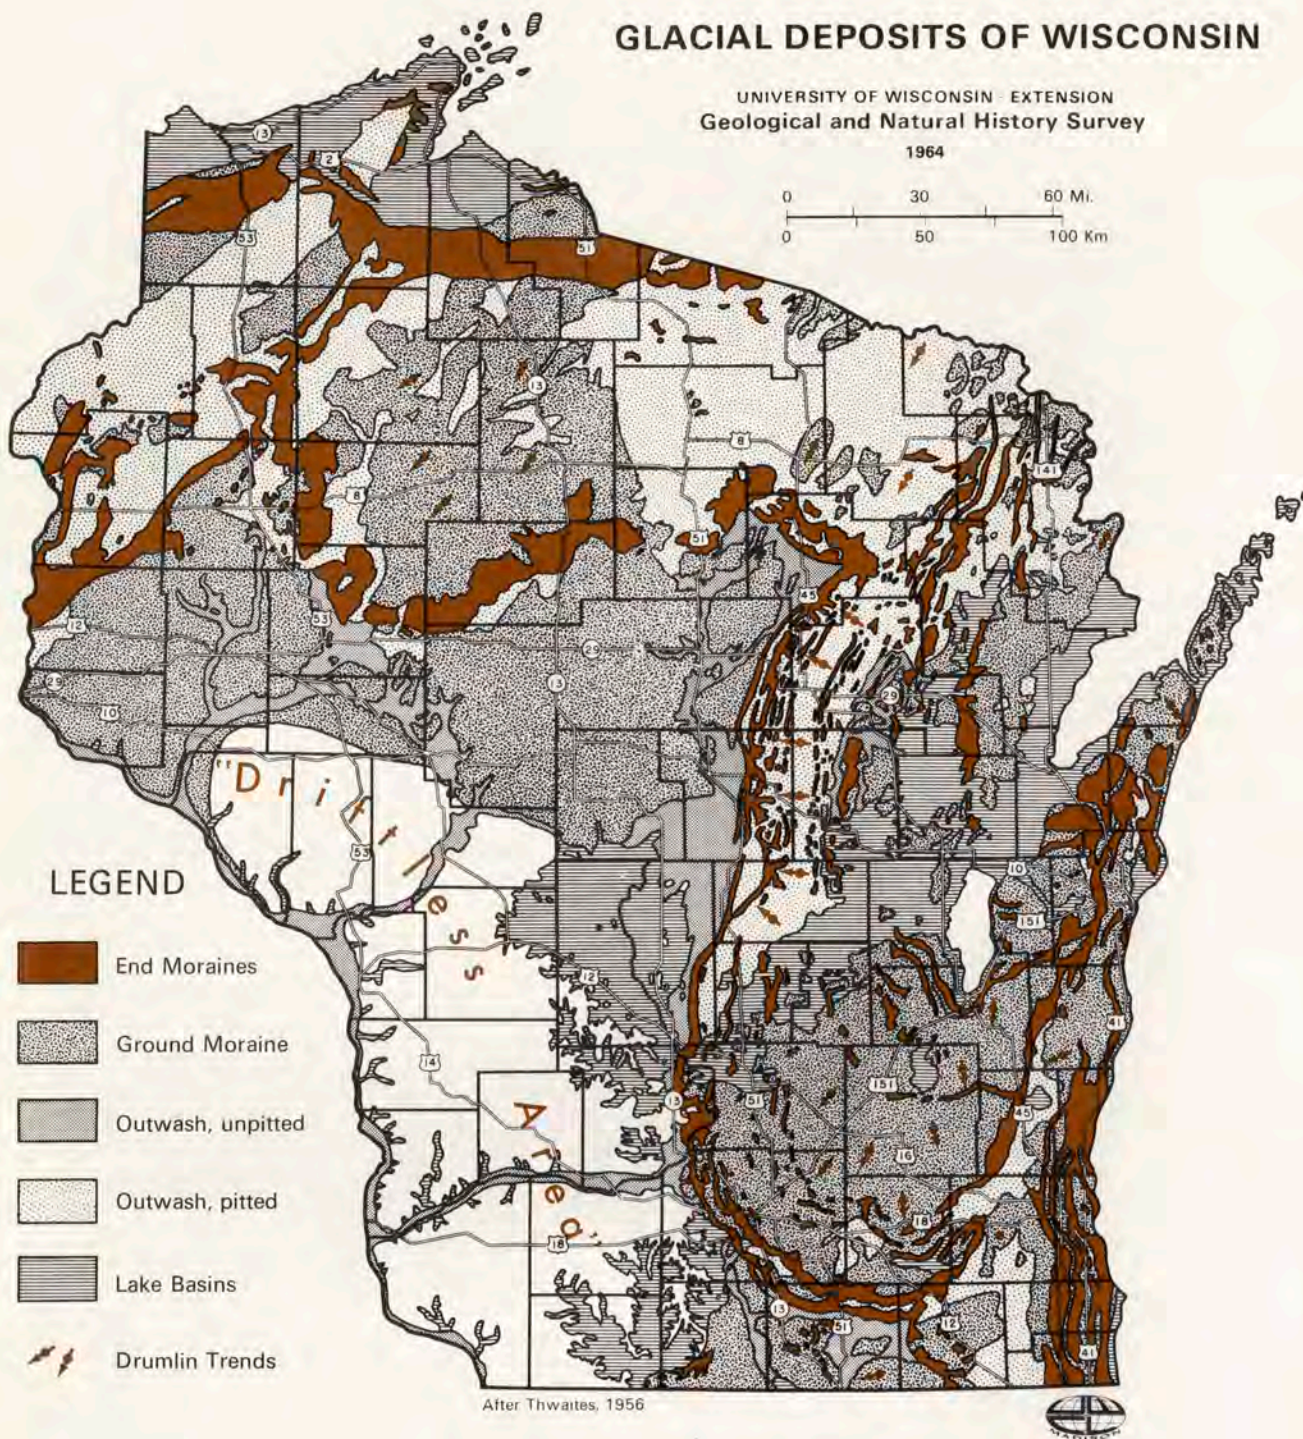 GLACIAL DEPOSITS OF WISCONSIN
UNIVERSITY OF WISCONSIN EXTENSION
Geological and Natural History Survey
1964
0 30 60 Mi.
0 50 100 Km
13
2
53
51
13
8
141
8
51
45
53
12
29
13
29
29
10
"Driftless Area"
53
10
151
12
41
14
151
13
51
45
16
18
18
13
51
12
41
LEGEND
End Moraines
Ground Moraine
Outwash, unpitted
Outwash, pitted
Lake Basins
Drumlin Trends
After Thwaites, 1956
MADISON